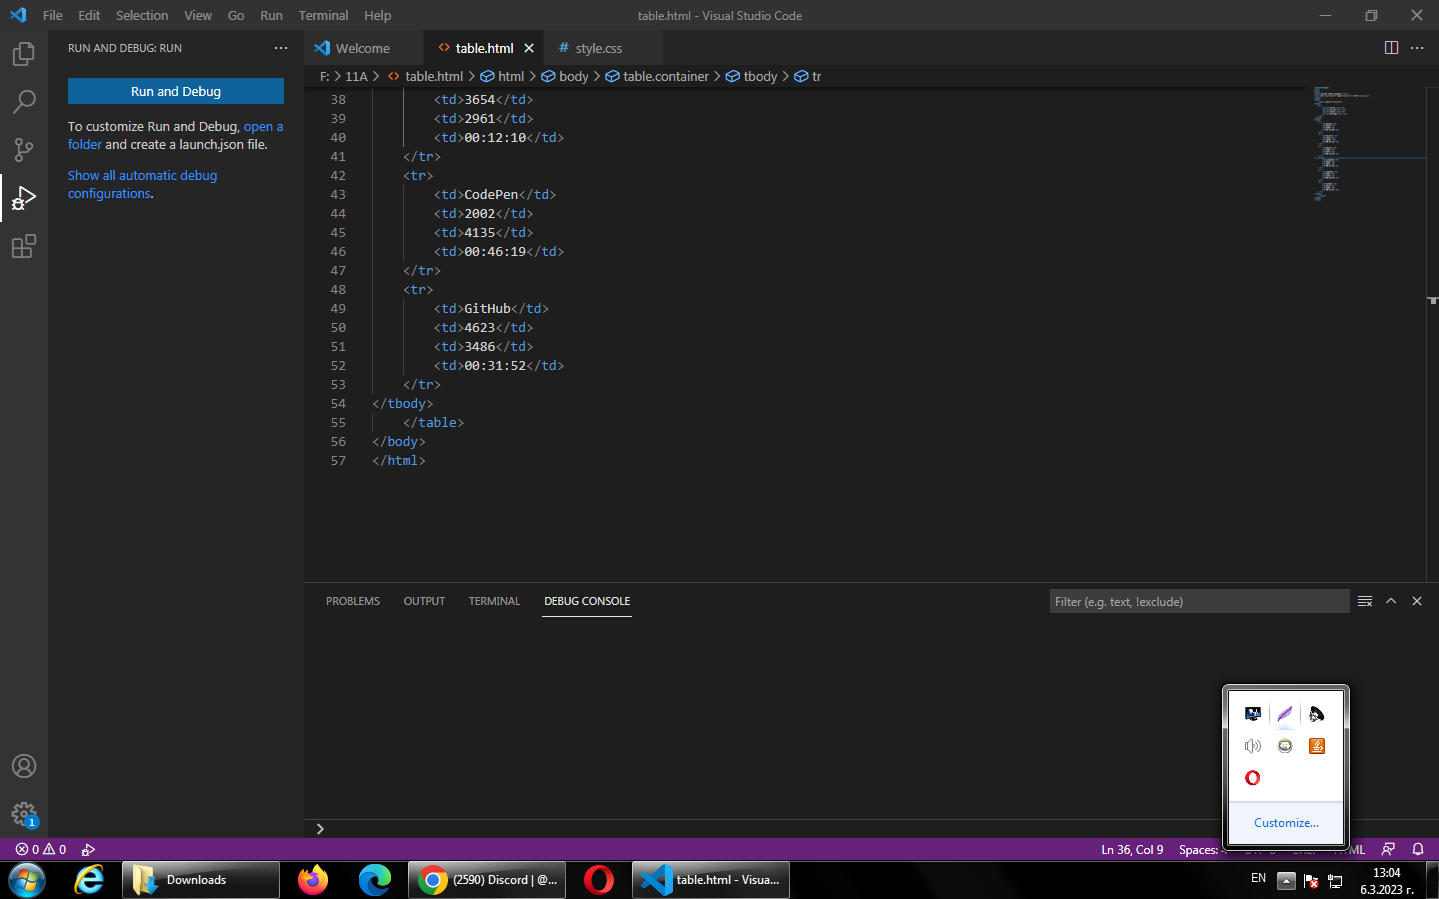 File Edit Selection View Go Run Terminal Help
table.html - Visual Studio Code
RUN AND DEBUG: RUN
Run and Debug
To customize Run and Debug, open a
folder and create a launch.json file.
Show all automatic debug
configurations.
Welcome table.html style.css
F: > 11A > table.html > html > body > table.container > tbody > tr
38 <td>3654</td>
39 <td>2961</td>
40 <td>00:12:10</td>
41 </tr>
42 <tr>
43 <td>CodePen</td>
44 <td>2002</td>
45 <td>4135</td>
46 <td>00:46:19</td>
47 </tr>
48 <tr>
49 <td>GitHub</td>
50 <td>4623</td>
51 <td>3486</td>
52 <td>00:31:52</td>
53 </tr>
54 </tbody>
55 </table>
56 </body>
57 </html>
PROBLEMS OUTPUT TERMINAL DEBUG CONSOLE
Filter (e.g. text, !exclude)
Customize...
1
0 0
Ln 36, Col 9 Spaces:
Downloads
(2590) Discord | @...
table.html - Visua...
EN
13:04
6.3.2023 г.